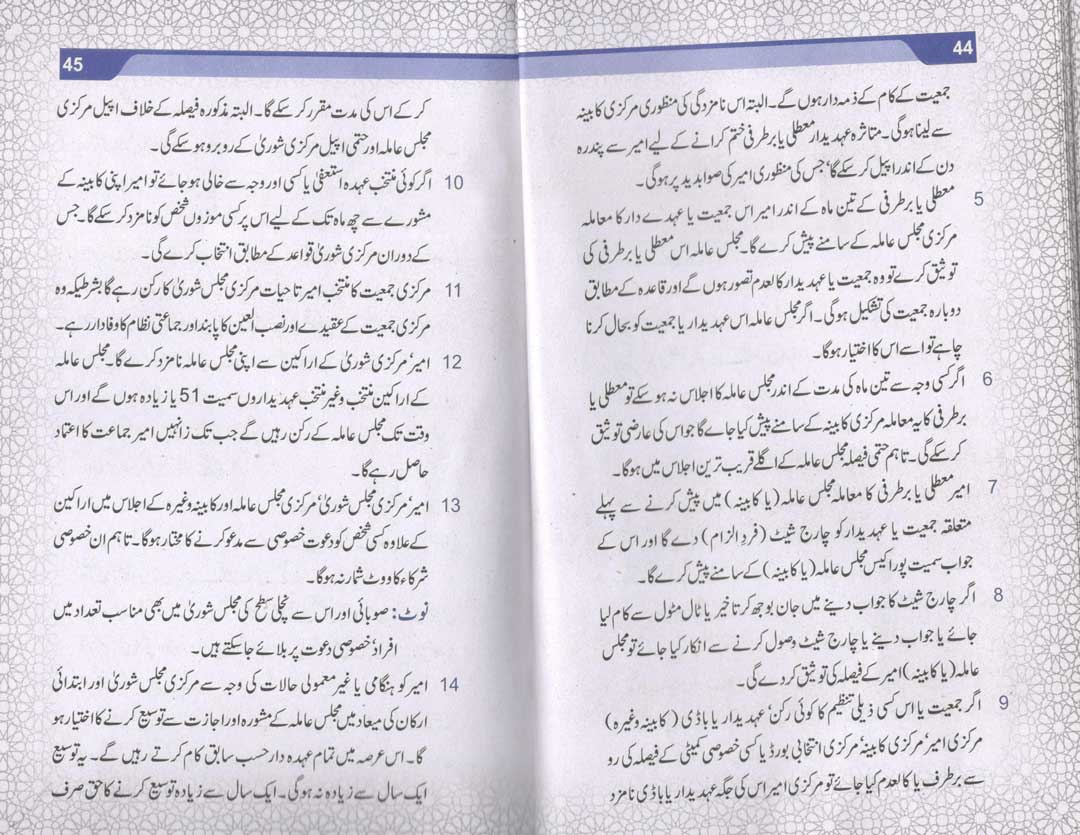 44
جمعیت کے کام کے ذمہ دار ہوں گے۔ البتہ اس نامزدگی کی منظوری مرکزی کابینہ
سے لینا ہوگی۔ متاثرہ عہدیدار معطلی یا برطرفی ختم کرانے کے لیے امیر سے پندرہ
دن کے اندر اپیل کر سکے گا‘ جس کی منظوری امیر کی صوابدید پر ہوگی۔
5 معطلی یا برطرفی کے تین ماہ کے اندر امیر اس جمعیت یا عہدے دار کا معاملہ
مرکزی مجلس عاملہ کے سامنے پیش کرے گا۔ مجلس عاملہ اس معطلی یا برطرفی کی
توثیق کرے تو وہ جمعیت یا عہدیدار کالعدم تصور ہوں گے اور قاعدہ کے مطابق
دوبارہ جمعیت کی تشکیل ہوگی۔ اگر مجلس عاملہ اس عہدیدار یا جمعیت کو بحال کرنا
چاہے تو اسے اس کا اختیار ہوگا۔
6 اگر کسی وجہ سے تین ماہ کی مدت کے اندر مجلس عاملہ کا اجلاس نہ ہو سکے تو معطلی یا
برطرفی کا یہ معاملہ مرکزی کابینہ کے سامنے پیش کیا جائے گا جو اس کی عارضی توثیق
کر سکے گی۔ تاہم حتمی فیصلہ مجلس عاملہ کے اگلے قریب ترین اجلاس میں ہوگا۔
7 امیر معطلی یا برطرفی کا معاملہ مجلس عاملہ (یا کابینہ) میں پیش کرنے سے پہلے
متعلقہ جمعیت یا عہدیدار کو چارج شیٹ (فرد الزام) دے گا اور اس کے
جواب سمیت پورا کیس مجلس عاملہ (یا کابینہ) کے سامنے پیش کرے گا۔
8 اگر چارج شیٹ کا جواب دینے میں جان بوجھ کر تاخیر یا ٹال مٹول سے کام لیا
جائے یا جواب دینے یا چارج شیٹ وصول کرنے سے انکار کیا جائے تو مجلس
عاملہ (یا کابینہ) امیر کے فیصلہ کی توثیق کر دے گی۔
9 اگر جمعیت یا اس کسی ذیلی تنظیم کا کوئی رکن‘ عہدیدار یا باڈی (کابینہ وغیرہ)
مرکزی امیر‘ مرکزی کابینہ‘ مرکزی انتخابی بورڈ یا کسی خصوصی کمیٹی کے فیصلہ کی رو
سے برطرف یا کالعدم کیا جائے تو مرکزی امیر اس کی جگہ عہدیدار یا باڈی نامزد
45
کر کے اس کی مدت مقرر کر سکے گا۔ البتہ مذکورہ فیصلہ کے خلاف اپیل مرکزی
مجلس عاملہ اور حتمی اپیل مرکزی شوریٰ کے روبرو ہو سکے گی۔
10 اگر کوئی منتخب عہدہ استعفیٰ یا کسی اور وجہ سے خالی ہو جائے تو امیر اپنی کابینہ کے
مشورے سے چھ ماہ تک کے لیے اس پر کسی موزوں شخص کو نامزد کر سکے گا۔ جس
کے دوران مرکزی شوریٰ قواعد کے مطابق انتخاب کرے گی۔
11 مرکزی جمعیت کا منتخب امیر تا حیات مرکزی مجلس شوریٰ کا رکن رہے گا بشرطیکہ وہ
مرکزی جمعیت کے عقیدے اور نصب العین کا پابند اور جماعتی نظام کا وفادار رہے۔
12 امیر‘ مرکزی شوریٰ کے اراکین سے اپنی مجلس عاملہ نامزد کرے گا۔ مجلس عاملہ
کے اراکین منتخب و غیر منتخب عہدیداروں سمیت 51 یا زیادہ ہوں گے اور اس
وقت تک مجلس عاملہ کے رکن رہیں گے جب تک انہیں امیر جماعت کا اعتماد
حاصل رہے گا۔
13 امیر‘ مرکزی مجلس شوریٰ‘ مرکزی مجلس عاملہ اور کابینہ وغیرہ کے اجلاس میں اراکین
کے علاوہ کسی شخص کو دعوت خصوصی سے مدعو کرنے کا مختار ہوگا۔ تاہم ان خصوصی
شرکاء کا ووٹ شمار نہ ہوگا۔
نوٹ: صوبائی اور اس سے نچلی سطح کی مجلس شوریٰ میں بھی مناسب تعداد میں
افراد‘ خصوصی دعوت پر بلائے جا سکتے ہیں۔
14 امیر کو ہنگامی یا غیر معمولی حالات کی وجہ سے مرکزی مجلس شوریٰ اور ابتدائی
ارکان کی میعاد میں مجلس عاملہ کے مشورہ اور اجازت سے توسیع کرنے کا اختیار ہو
گا۔ اس عرصہ میں تمام عہدہ دار حسب سابق کام کرتے رہیں گے۔ یہ توسیع
ایک سال سے زیادہ نہ ہوگی۔ ایک سال سے زیادہ توسیع کرنے کا حق صرف